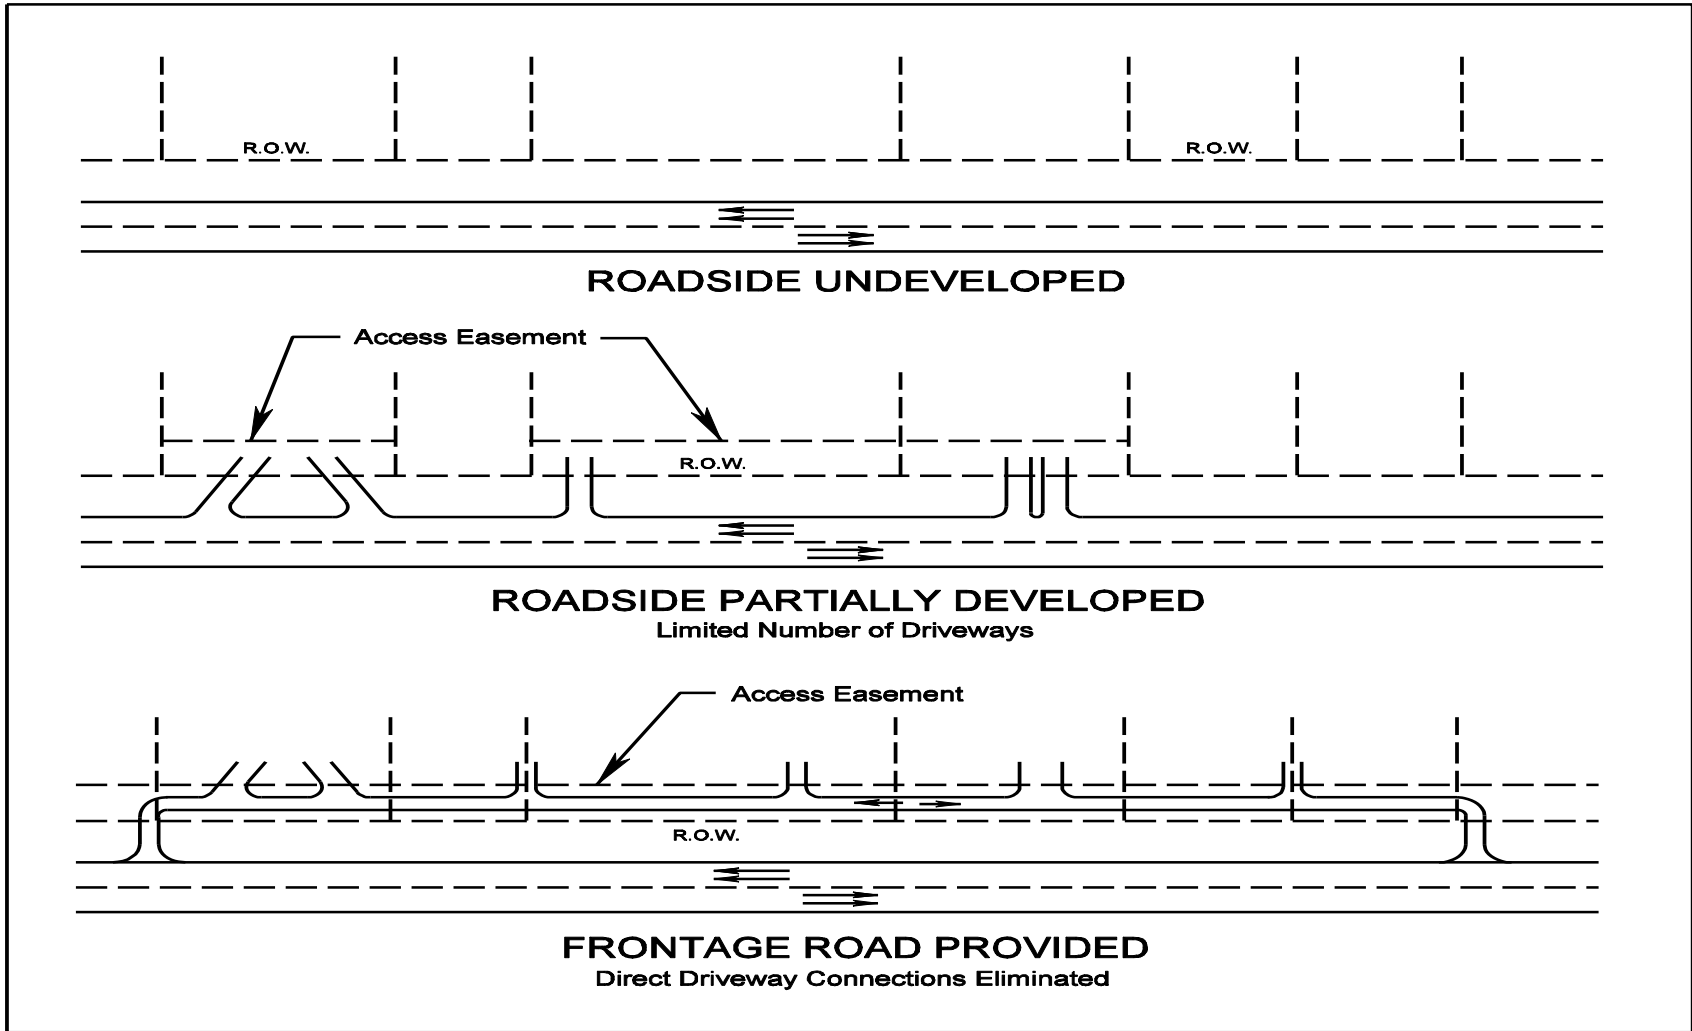 R.O.W.
R.O.W.
ROADSIDE UNDEVELOPED
Access Easement
R.O.W.
ROADSIDE PARTIALLY DEVELOPED
Limited Number of Driveways
Access Easement
R.O.W.
FRONTAGE ROAD PROVIDED
Direct Driveway Connections Eliminated